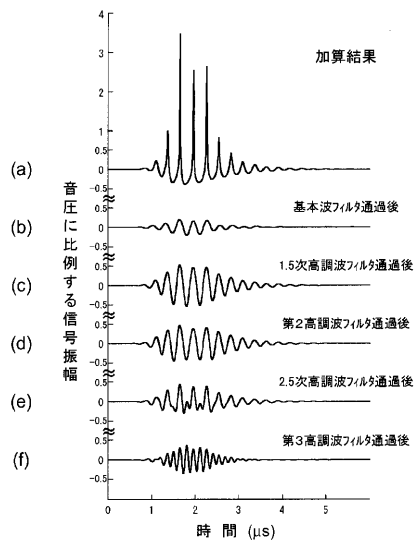 加算結果
4
3
2
1
0.5
0
−0.5
(a)
基本波フィルタ通過後
0.5
0
−0.5
(b)
1.5次高調波フィルタ通過後
0.5
0
−0.5
(c)
第2高調波フィルタ通過後
0.5
0
−0.5
(d)
2.5次高調波フィルタ通過後
0.5
0
−0.5
(e)
第3高調波フィルタ通過後
0.5
0
−0.5
(f)
音圧に比例する信号振幅
0 1 2 3 4 5
時間 (μs)